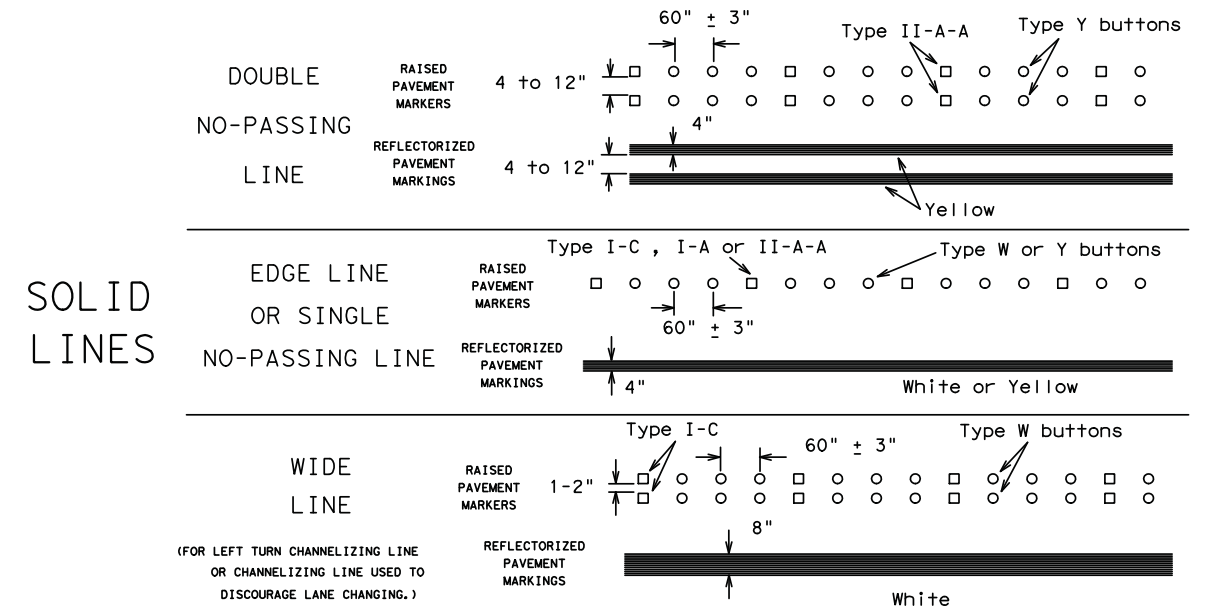 SOLID
LINES
DOUBLE
NO-PASSING
LINE
RAISED
PAVEMENT
MARKERS
4 to 12"
60" ± 3"
Type II-A-A
Type Y buttons
REFLECTORIZED
PAVEMENT
MARKINGS
4 to 12"
4"
Yellow
EDGE LINE
OR SINGLE
NO-PASSING LINE
RAISED
PAVEMENT
MARKERS
Type I-C , I-A or II-A-A
Type W or Y buttons
60" ± 3"
REFLECTORIZED
PAVEMENT
MARKINGS
4"
White or Yellow
WIDE
LINE
(FOR LEFT TURN CHANNELIZING LINE
OR CHANNELIZING LINE USED TO
DISCOURAGE LANE CHANGING.)
RAISED
PAVEMENT
MARKERS
1-2"
Type I-C
60" ± 3"
Type W buttons
REFLECTORIZED
PAVEMENT
MARKINGS
8"
White